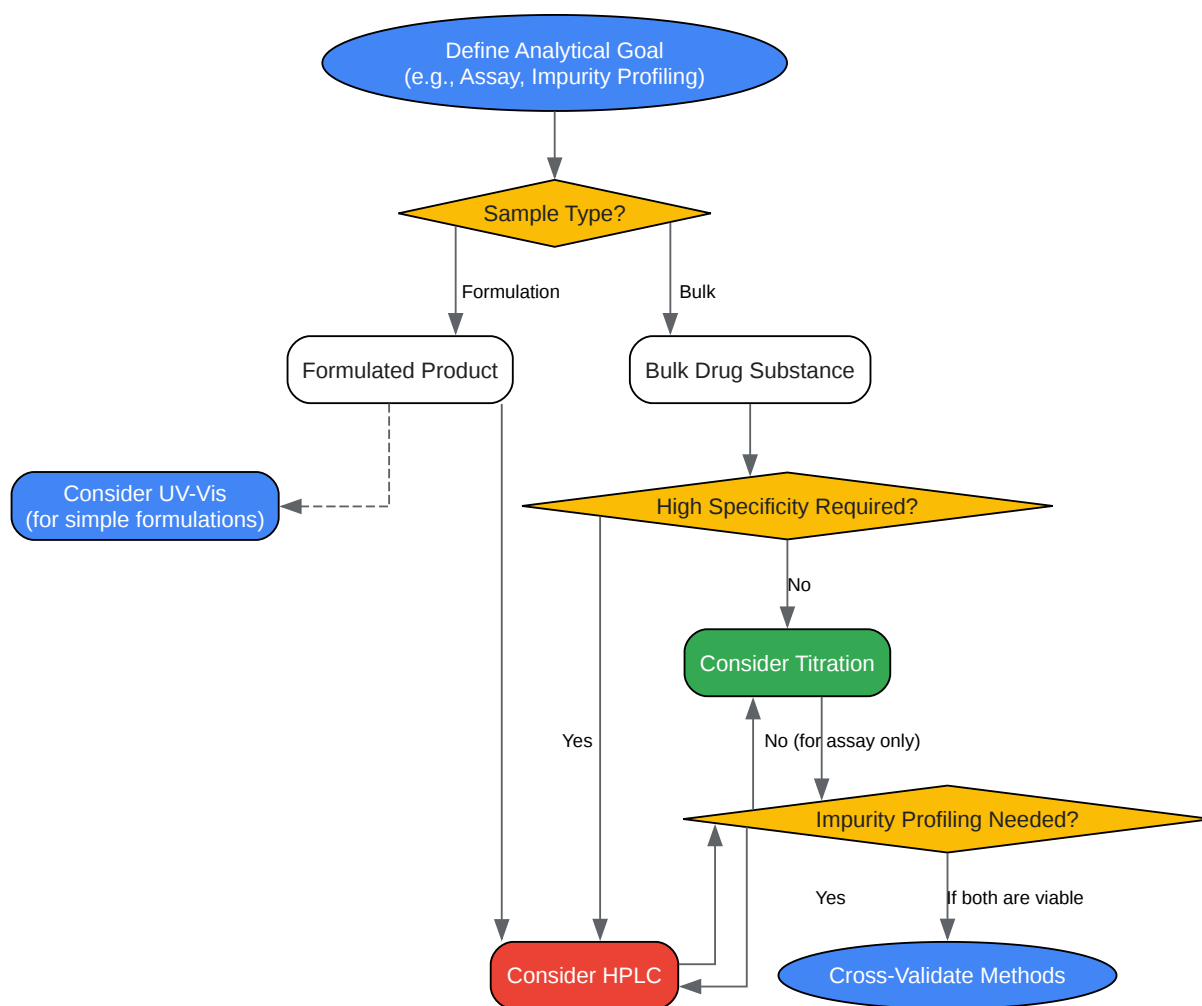 Define Analytical Goal
(e.g., Assay, Impurity Profiling)
Sample Type?
Formulation
Bulk
Formulated Product
Bulk Drug Substance
Consider UV-Vis
(for simple formulations)
High Specificity Required?
No
Consider Titration
Yes
No (for assay only)
Impurity Profiling Needed?
Yes
If both are viable
Consider HPLC
Cross-Validate Methods